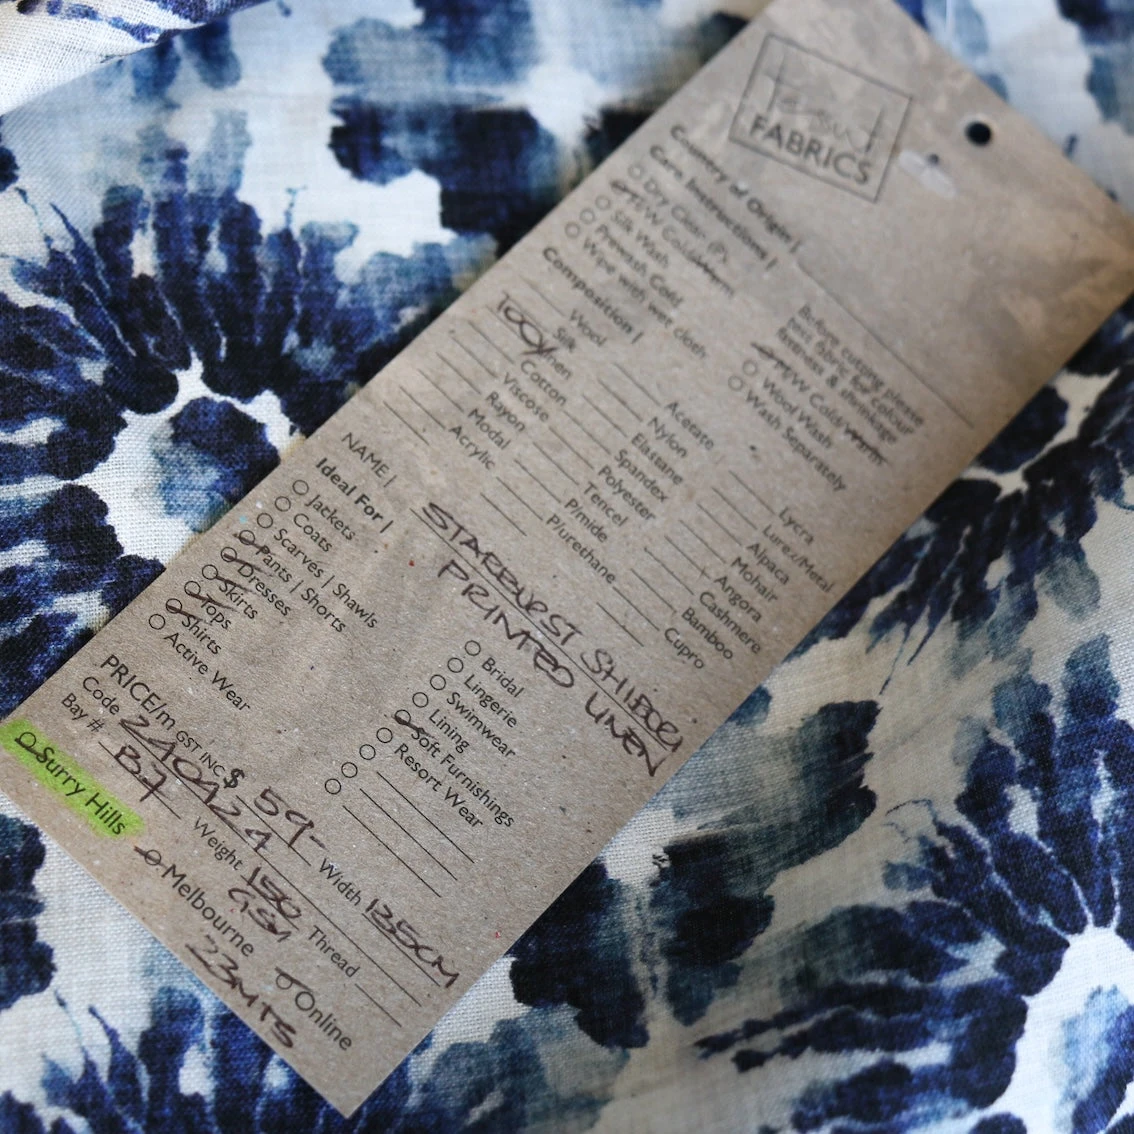 FABRICS
Country of Origin |
Care Instructions |
Dry Clean (P)
HW Cold/Warm
Silk Wash
Prewash Cold
Wipe with wet cloth
Before cutting please
test fabric for colour
fastness & shrinkage
Cold/Warm
Wool Wash
Wash Separately
Composition |
Wool
Silk
100%
Cotton
Viscose
Rayon
Modal
Acrylic
Acetate
Nylon
Elastane
Spandex
Polyester
Tencel
P/imide
P/urethane
Lycra
Lurex/Metal
Alpaca
Mohair
Angora
Cashmere
Bamboo
Cupro
NAME | STARBURST SHIBORI
PRINTED LINEN
Ideal For |
Jackets
Coats
Scarves | Shawls
Pants | Shorts
Dresses
Skirts
Tops
Shirts
Active Wear
Bridal
Lingerie
Swimwear
Lining
Soft Furnishings
Resort Wear
PRICE/m GST INC $ 59- Width 135CM
Code Weight 150 GSM Thread
Bay # B7
Surry Hills
Melbourne
Online
23MTS